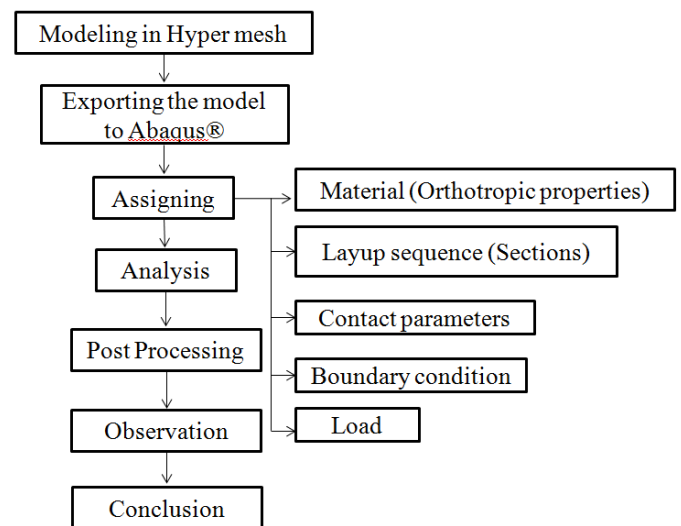 Modeling in Hyper mesh
Exporting the model
to Abaqus®
Assigning
Material (Orthotropic properties)
Layup sequence (Sections)
Analysis
Contact parameters
Post Processing
Boundary condition
Load
Observation
Conclusion